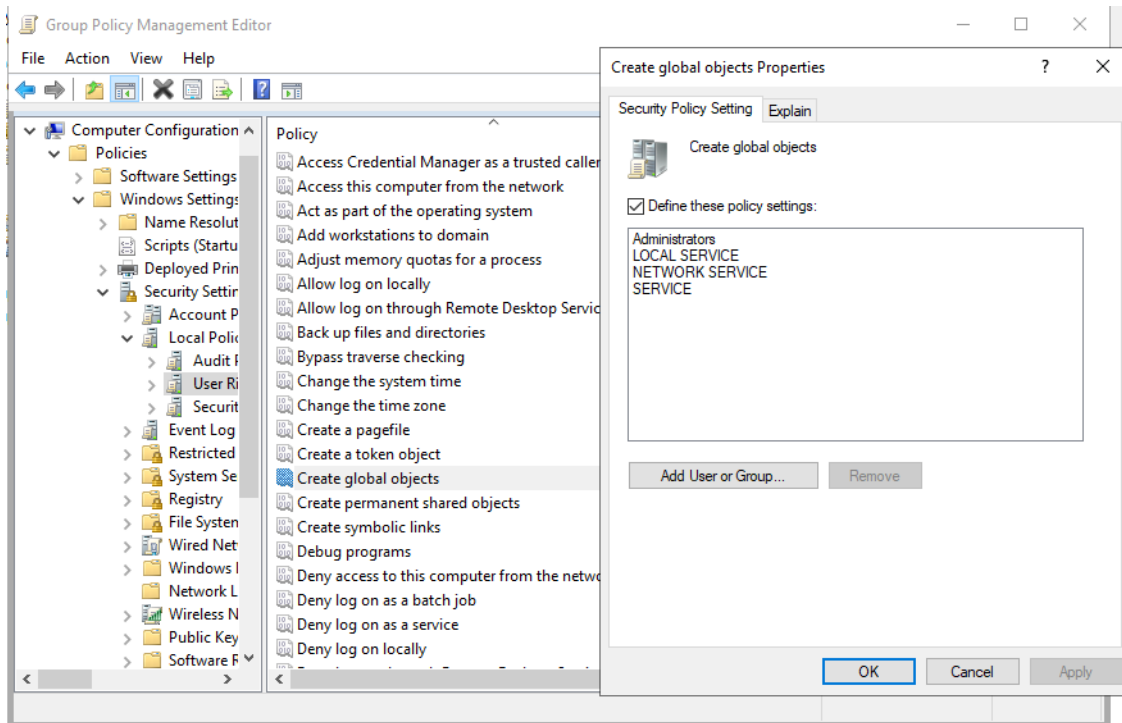 Group Policy Management Editor
File Action View Help
Computer Configuration
Policies
Software Settings
Windows Settings
Name Resolut
Scripts (Startu
Deployed Prin
Security Settin
Account P
Local Polic
Audit P
User Ri
Securit
Event Log
Restricted
System Se
Registry
File System
Wired Net
Windows
Network L
Wireless N
Public Key
Software R
Policy
Access Credential Manager as a trusted caller
Access this computer from the network
Act as part of the operating system
Add workstations to domain
Adjust memory quotas for a process
Allow log on locally
Allow log on through Remote Desktop Servic
Back up files and directories
Bypass traverse checking
Change the system time
Change the time zone
Create a pagefile
Create a token object
Create global objects
Create permanent shared objects
Create symbolic links
Debug programs
Deny access to this computer from the netwo
Deny log on as a batch job
Deny log on as a service
Deny log on locally
Create global objects Properties
?
Security Policy Setting Explain
Create global objects
Define these policy settings:
Administrators
LOCAL SERVICE
NETWORK SERVICE
SERVICE
Add User or Group... Remove
OK Cancel Apply